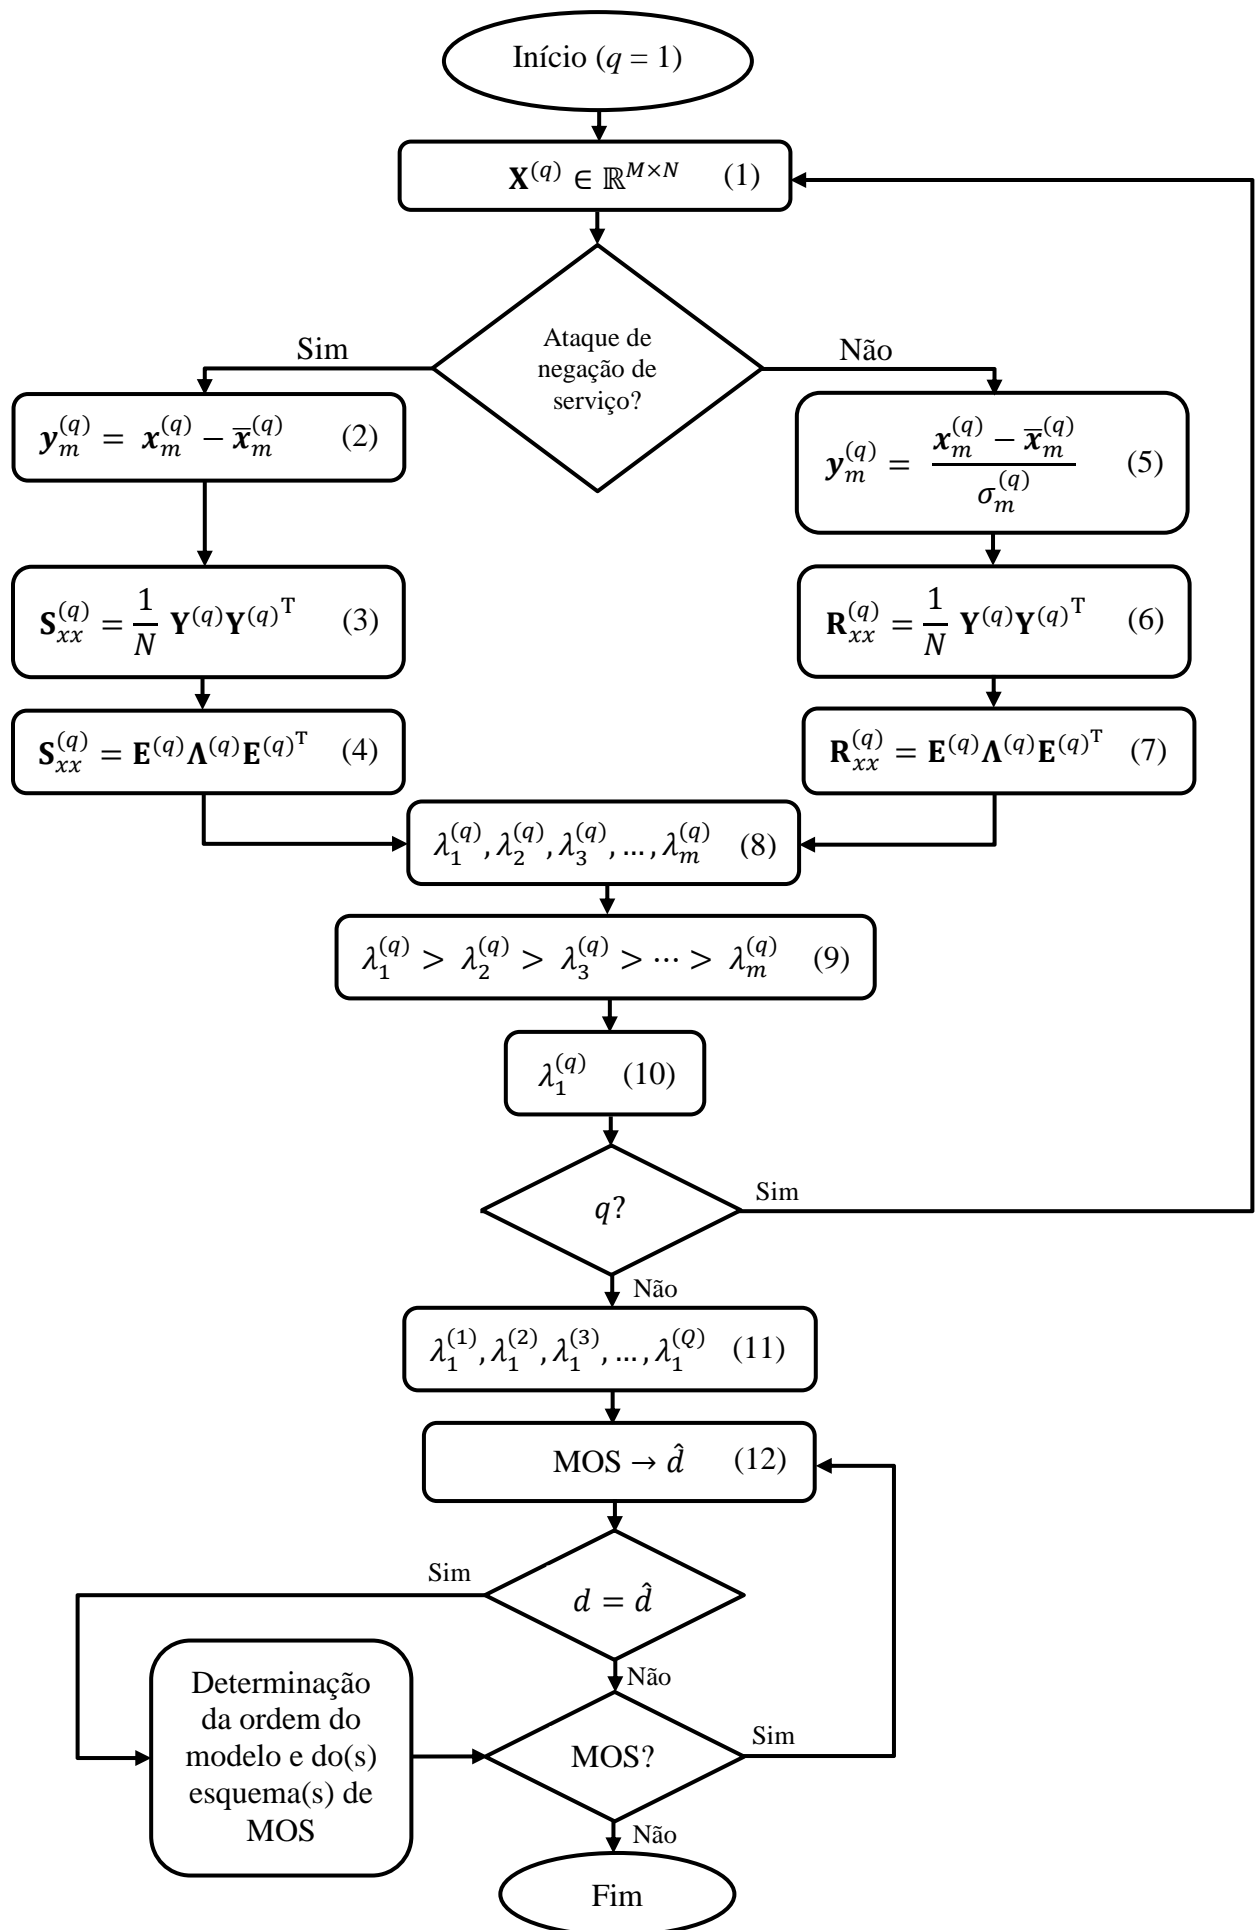 Início (q = 1)
𝐗^(q) ∈ ℝ^{M×N} (1)
Ataque de
negação de
serviço?
Sim
Não
𝒚_m^(q) = 𝒙_m^(q) − x̅_m^(q) (2)
𝐒_xx^(q) = 1/N 𝐘^(q)𝐘^(q)^T (3)
𝐒_xx^(q) = 𝐄^(q)𝚲^(q)𝐄^(q)^T (4)
𝒚_m^(q) = (𝒙_m^(q) − x̅_m^(q)) / σ_m^(q) (5)
𝐑_xx^(q) = 1/N 𝐘^(q)𝐘^(q)^T (6)
𝐑_xx^(q) = 𝐄^(q)𝚲^(q)𝐄^(q)^T (7)
λ_1^(q), λ_2^(q), λ_3^(q), …, λ_m^(q) (8)
λ_1^(q) > λ_2^(q) > λ_3^(q) > ⋯ > λ_m^(q) (9)
λ_1^(q) (10)
q?
Sim
Não
λ_1^(1), λ_1^(2), λ_1^(3), …, λ_1^(Q) (11)
MOS → d̂ (12)
d = d̂
Sim
Não
Determinação
da ordem do
modelo e do(s)
esquema(s) de
MOS
MOS?
Sim
Não
Fim